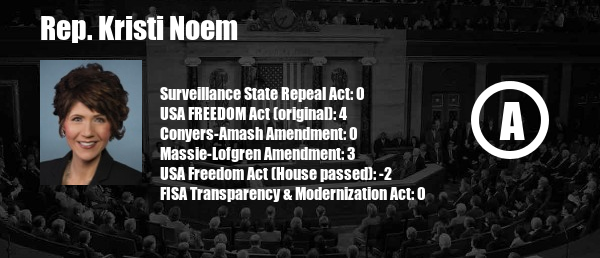 Rep. Kristi Noem
Surveillance State Repeal Act: 0
USA FREEDOM Act (original): 4
Conyers-Amash Amendment: 0
Massie-Lofgren Amendment: 3
USA Freedom Act (House passed): -2
FISA Transparency & Modernization Act: 0
A